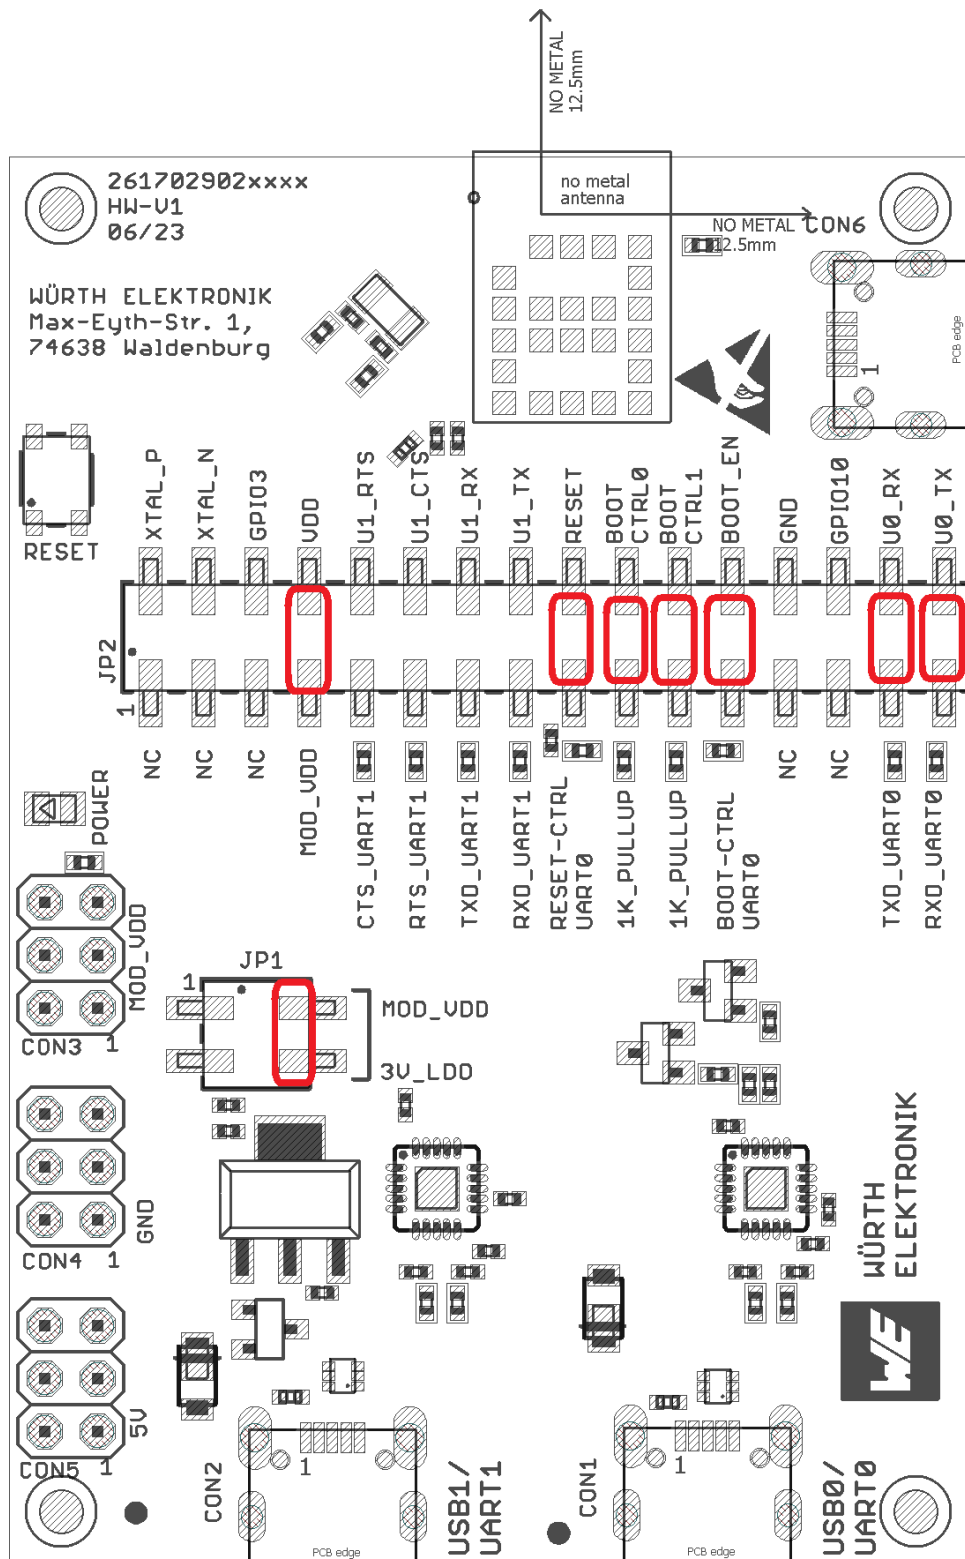 NO METAL
12.5mm
261702902xxxx
HW-V1
06/23
no metal
antenna
NO METAL
12.5mm
CON6
WÜRTH ELEKTRONIK
Max-Eyth-Str. 1,
74638 Waldenburg
PCB edge
1
RESET
XTAL_P
XTAL_N
GPIO3
VDD
U1_RTS
U1_CTS
U1_RX
U1_TX
RESET
BOOT
CTRL0
BOOT
CTRL1
BOOT_EN
GND
GPIO10
U0_RX
U0_TX
JP2
1
NC
NC
NC
MOD_VDD
CTS_UART1
RTS_UART1
TXD_UART1
RXD_UART1
RESET-CTRL
UART0
1K_PULLUP
1K_PULLUP
BOOT-CTRL
UART0
NC
NC
TXD_UART0
RXD_UART0
POWER
MOD_VDD
CON3 1
JP1
1
MOD_VDD
3V_LDO
GND
CON4 1
WÜRTH
ELEKTRONIK
WE
5V
CON5 1
CON2
1
USB1/
UART1
PCB edge
CON1
1
USB0/
UART0
PCB edge